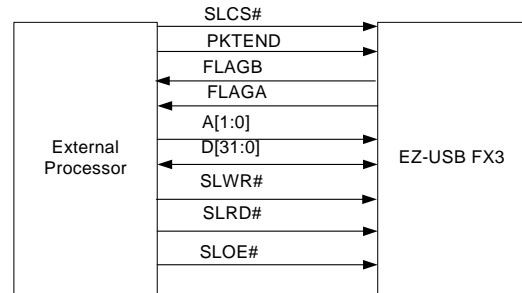 SLCS#
PKTEND
FLAGB
FLAGA
A[1:0]
D[31:0]
SLWR#
SLRD#
SLOE#
External
Processor
EZ-USB FX3